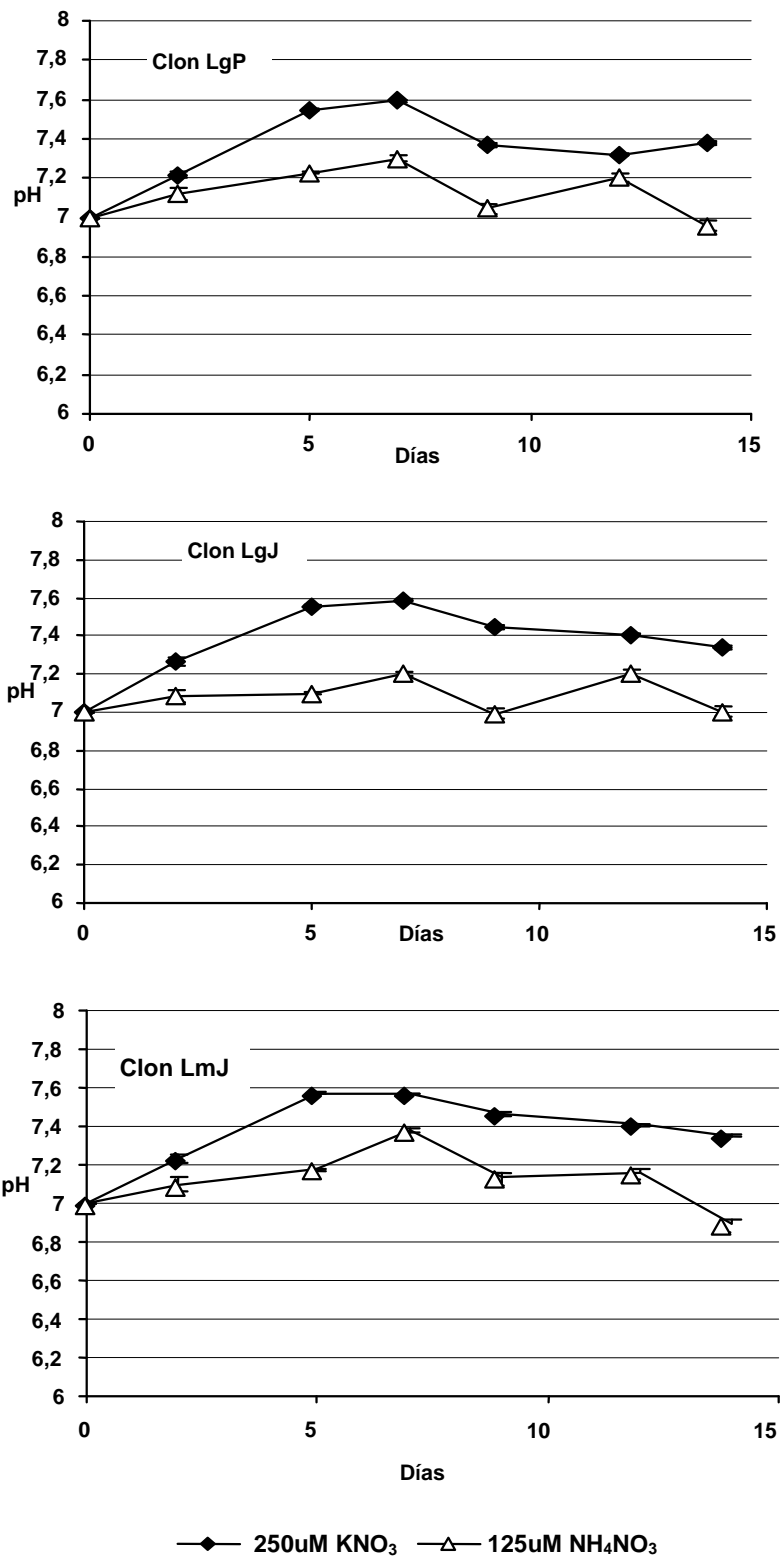 8
7,8
Clon LgP
7,6
7,4
7,2
pH
7
6,8
6,6
6,4
6,2
6
0 5 10 15
Días
8
7,8
Clon LgJ
7,6
7,4
7,2
pH
7
6,8
6,6
6,4
6,2
6
0 5 Días 10 15
8
7,8
Clon LmJ
7,6
7,4
7,2
pH
7
6,8
6,6
6,4
6,2
6
0 5 10 15
Días
250uM KNO₃ 125uM NH₄NO₃